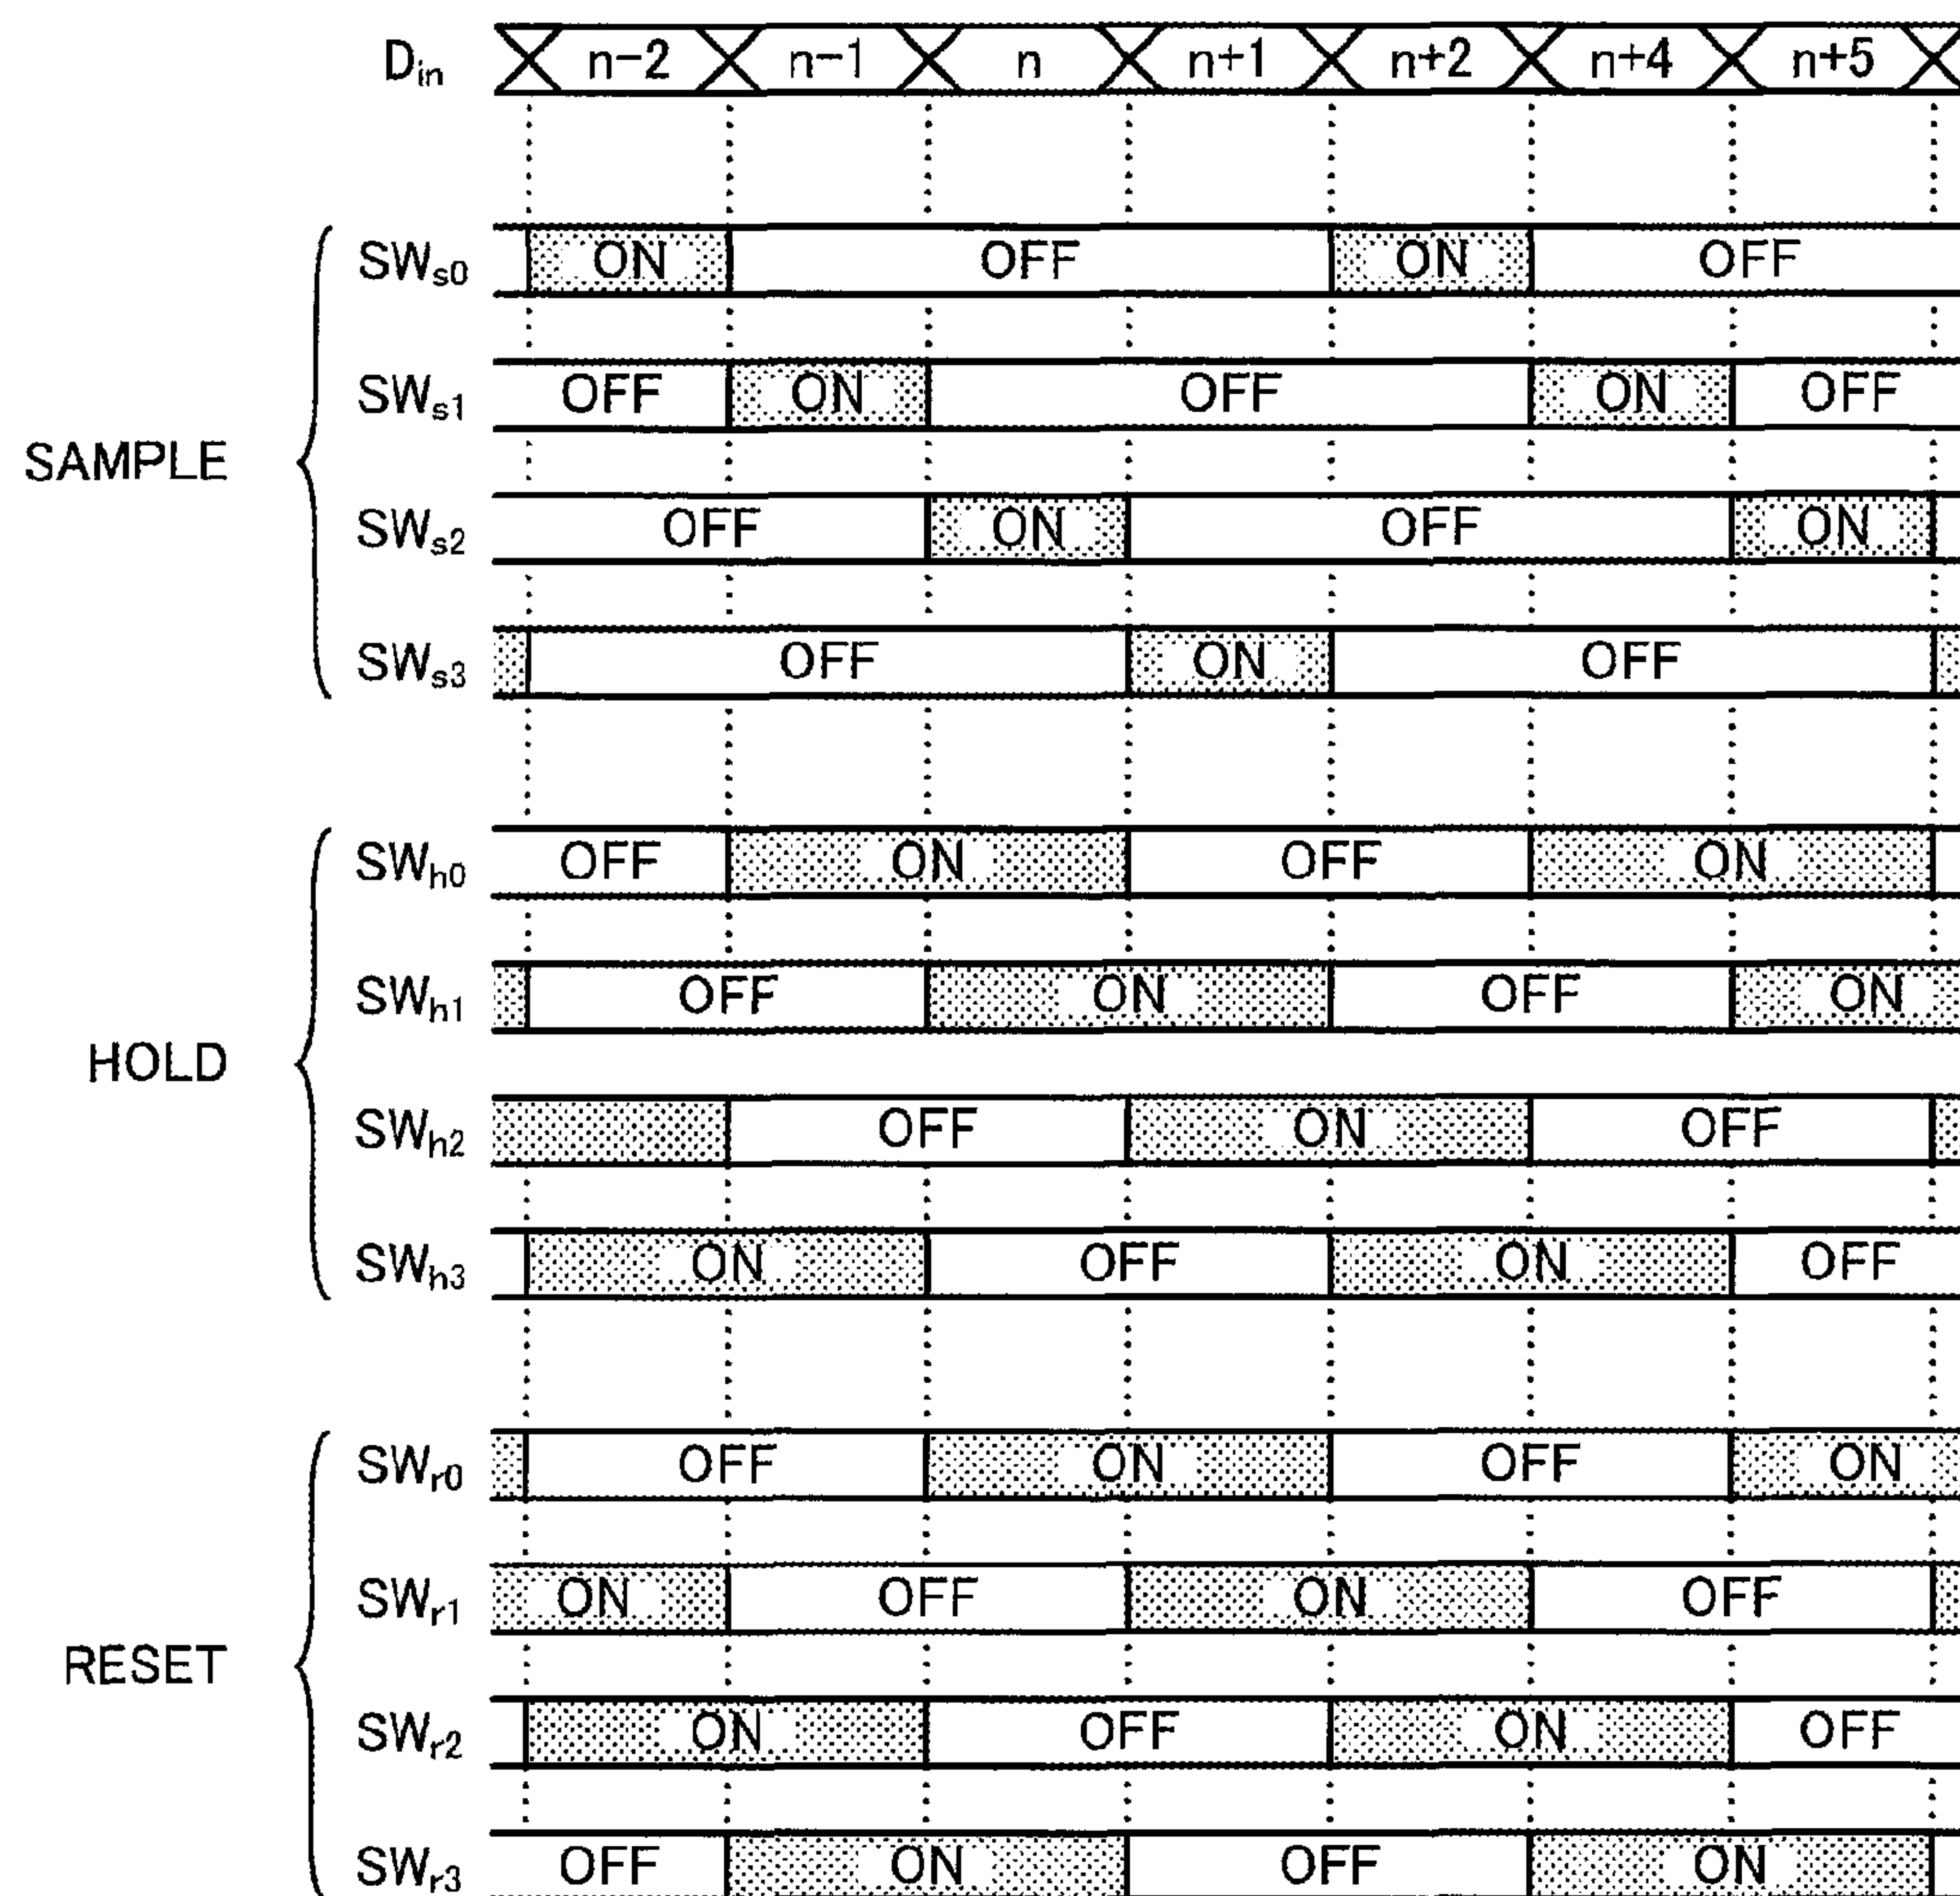 Din n-2 n-1 n n+1 n+2 n+4 n+5
SAMPLE
SWs0 ON OFF ON OFF
SWs1 OFF ON OFF ON OFF
SWs2 OFF ON OFF ON
SWs3 OFF ON OFF
HOLD
SWh0 OFF ON OFF ON
SWh1 OFF ON OFF ON
SWh2 OFF ON OFF
SWh3 ON OFF ON OFF
RESET
SWr0 OFF ON OFF ON
SWr1 ON OFF ON OFF
SWr2 ON OFF ON OFF
SWr3 OFF ON OFF ON